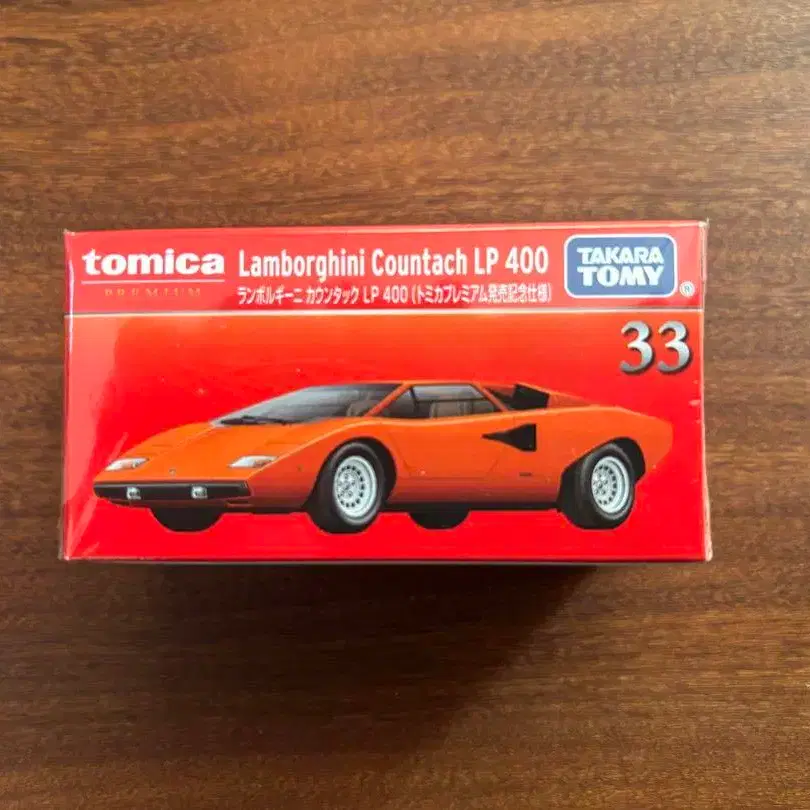 tomica
PREMIUM
Lamborghini Countach LP 400
ランボルギーニ カウンタック LP 400 (トミカプレミアム発売記念仕様)
TAKARA
TOMY
®
33